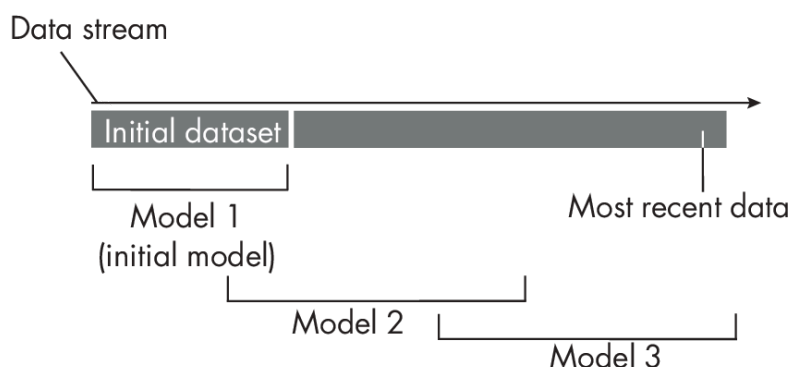 Data stream
Initial dataset
Most recent data
Model 1
(initial model)
Model 2
Model 3